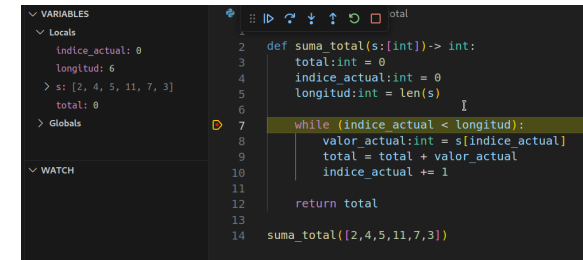 VARIABLES
Locals
indice_actual: 0
longitud: 6
s: [2, 4, 5, 11, 7, 3]
total: 0
Globals
WATCH
otal
1
2 def suma_total(s:[int])-> int:
3 total:int = 0
4 indice_actual:int = 0
5 longitud:int = len(s)
6
7 while (indice_actual < longitud):
8 valor_actual:int = s[indice_actual]
9 total = total + valor_actual
10 indice_actual += 1
11
12 return total
13
14 suma_total([2,4,5,11,7,3])